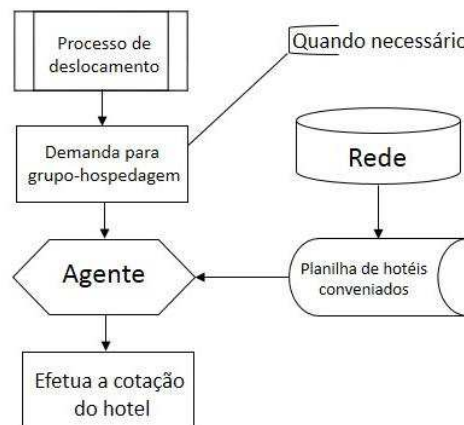 Processo de
deslocamento
Quando necessário
Demanda para
grupo-hospedagem
Rede
Agente
Planilha de hotéis
conveniados
Efetua a cotação
do hotel